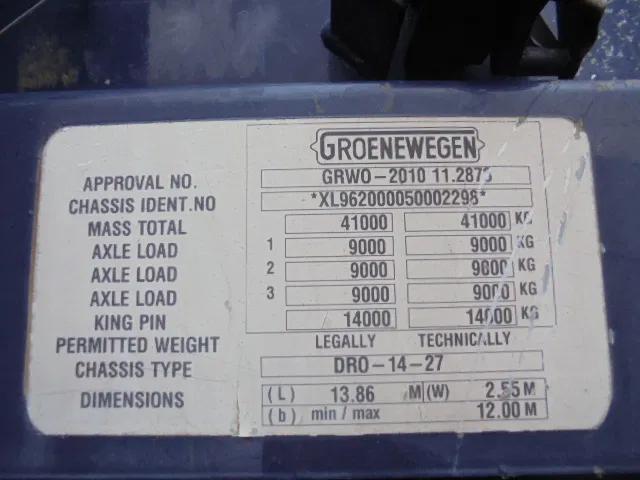 GROENEWEGEN
APPROVAL NO. GRWO-2010 11.2873
CHASSIS IDENT.NO *XL962000050002298*
MASS TOTAL 41000 41000 KG
AXLE LOAD 1 9000 9000 KG
AXLE LOAD 2 9000 9000 KG
AXLE LOAD 3 9000 9000 KG
KING PIN 14000 14000 KG
PERMITTED WEIGHT LEGALLY TECHNICALLY
CHASSIS TYPE DRO-14-27
DIMENSIONS (L) 13.86 M (W) 2.55 M
(b) min / max 12.00 M